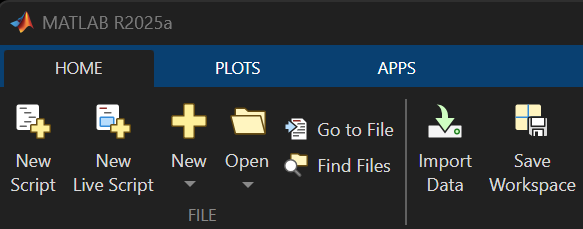 MATLAB R2025a
HOME
PLOTS
APPS
New
Script
New
Live Script
New
Open
Go to File
Find Files
Import
Data
Save
Workspace
FILE